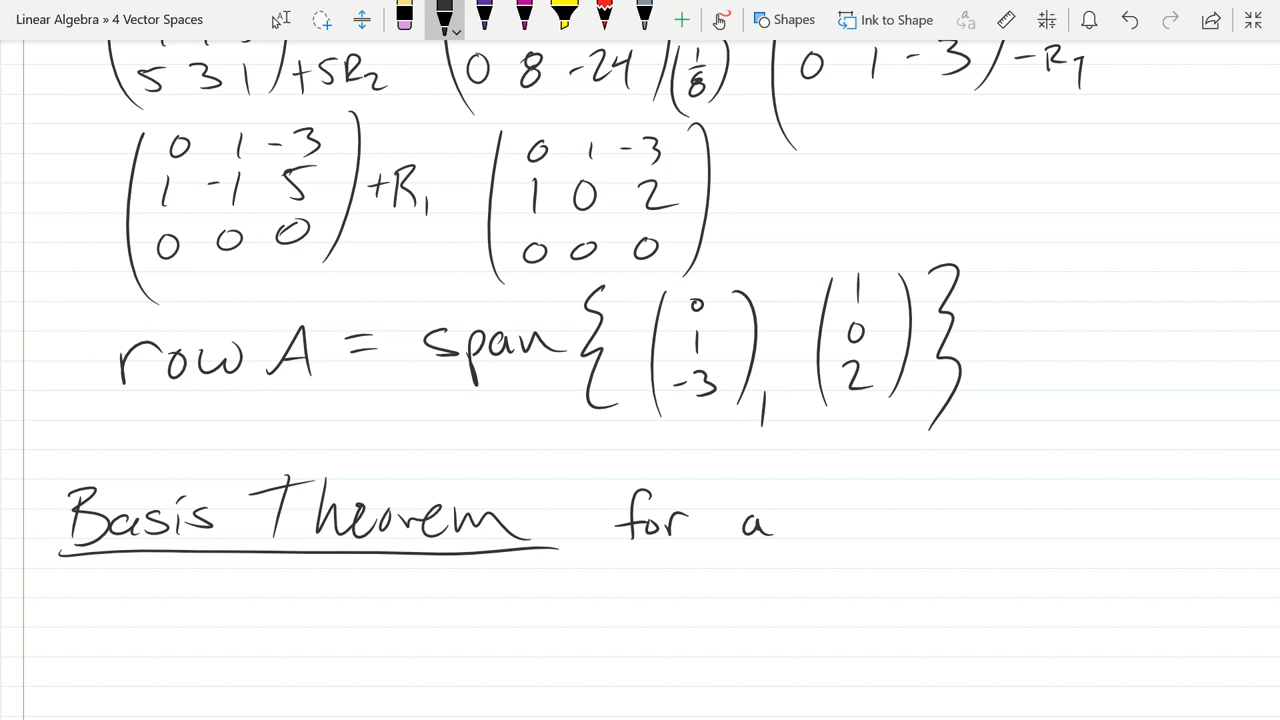 Linear Algebra » 4 Vector Spaces
Shapes Ink to Shape
5 3 1 +5R2 0 8 -24 (1/8) 0 1 -3 -R1
0 1 -3 0 1 -3
1 -1 5 +R1 1 0 2
0 0 0 0 0 0
row A = span{ (0 1 -3), (1 0 2) }
Basis Theorem for a